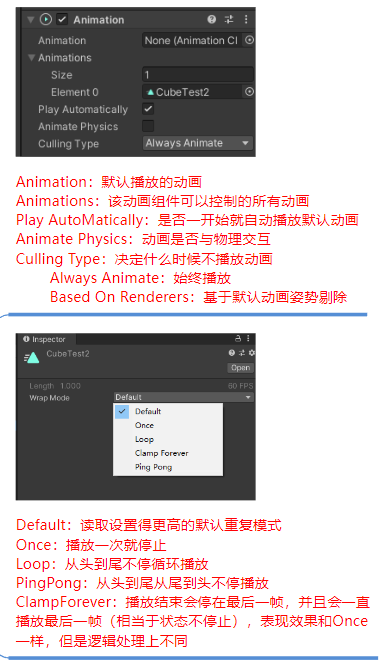 Animation
Animation None (Animation Cl
Animations
Size 1
Element 0 CubeTest2
Play Automatically
Animate Physics
Culling Type Always Animate
Animation：默认播放的动画
Animations：该动画组件可以控制的所有动画
Play AutoMatically：是否一开始就自动播放默认动画
Animate Physics：动画是否与物理交互
Culling Type：决定什么时候不播放动画
Always Animate：始终播放
Based On Renderers：基于默认动画姿势剔除
Inspector
CubeTest2
Open
Length 1.000 60 FPS
Wrap Mode Default
Default
Once
Loop
Clamp Forever
Ping Pong
Default：读取设置得更高的默认重复模式
Once：播放一次就停止
Loop：从头到尾不停循环播放
PingPong：从头到尾从尾到头不停播放
ClampForever：播放结束会停在最后一帧，并且会一直
播放最后一帧（相当于状态不停止），表现效果和Once
一样，但是逻辑处理上不同